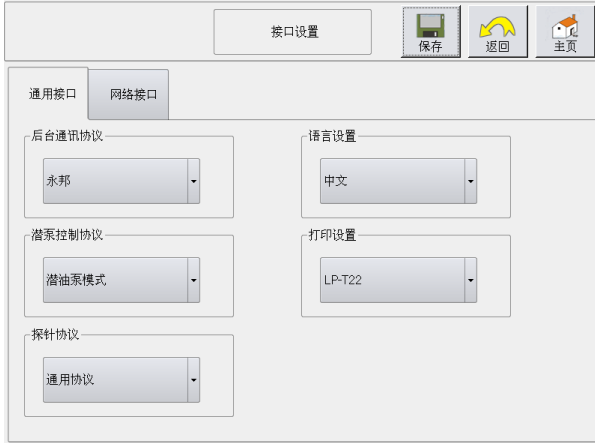 接口设置
保存
返回
主页
通用接口
网络接口
后台通讯协议
永邦
语言设置
中文
潜泵控制协议
潜油泵模式
打印设置
LP-T22
探针协议
通用协议